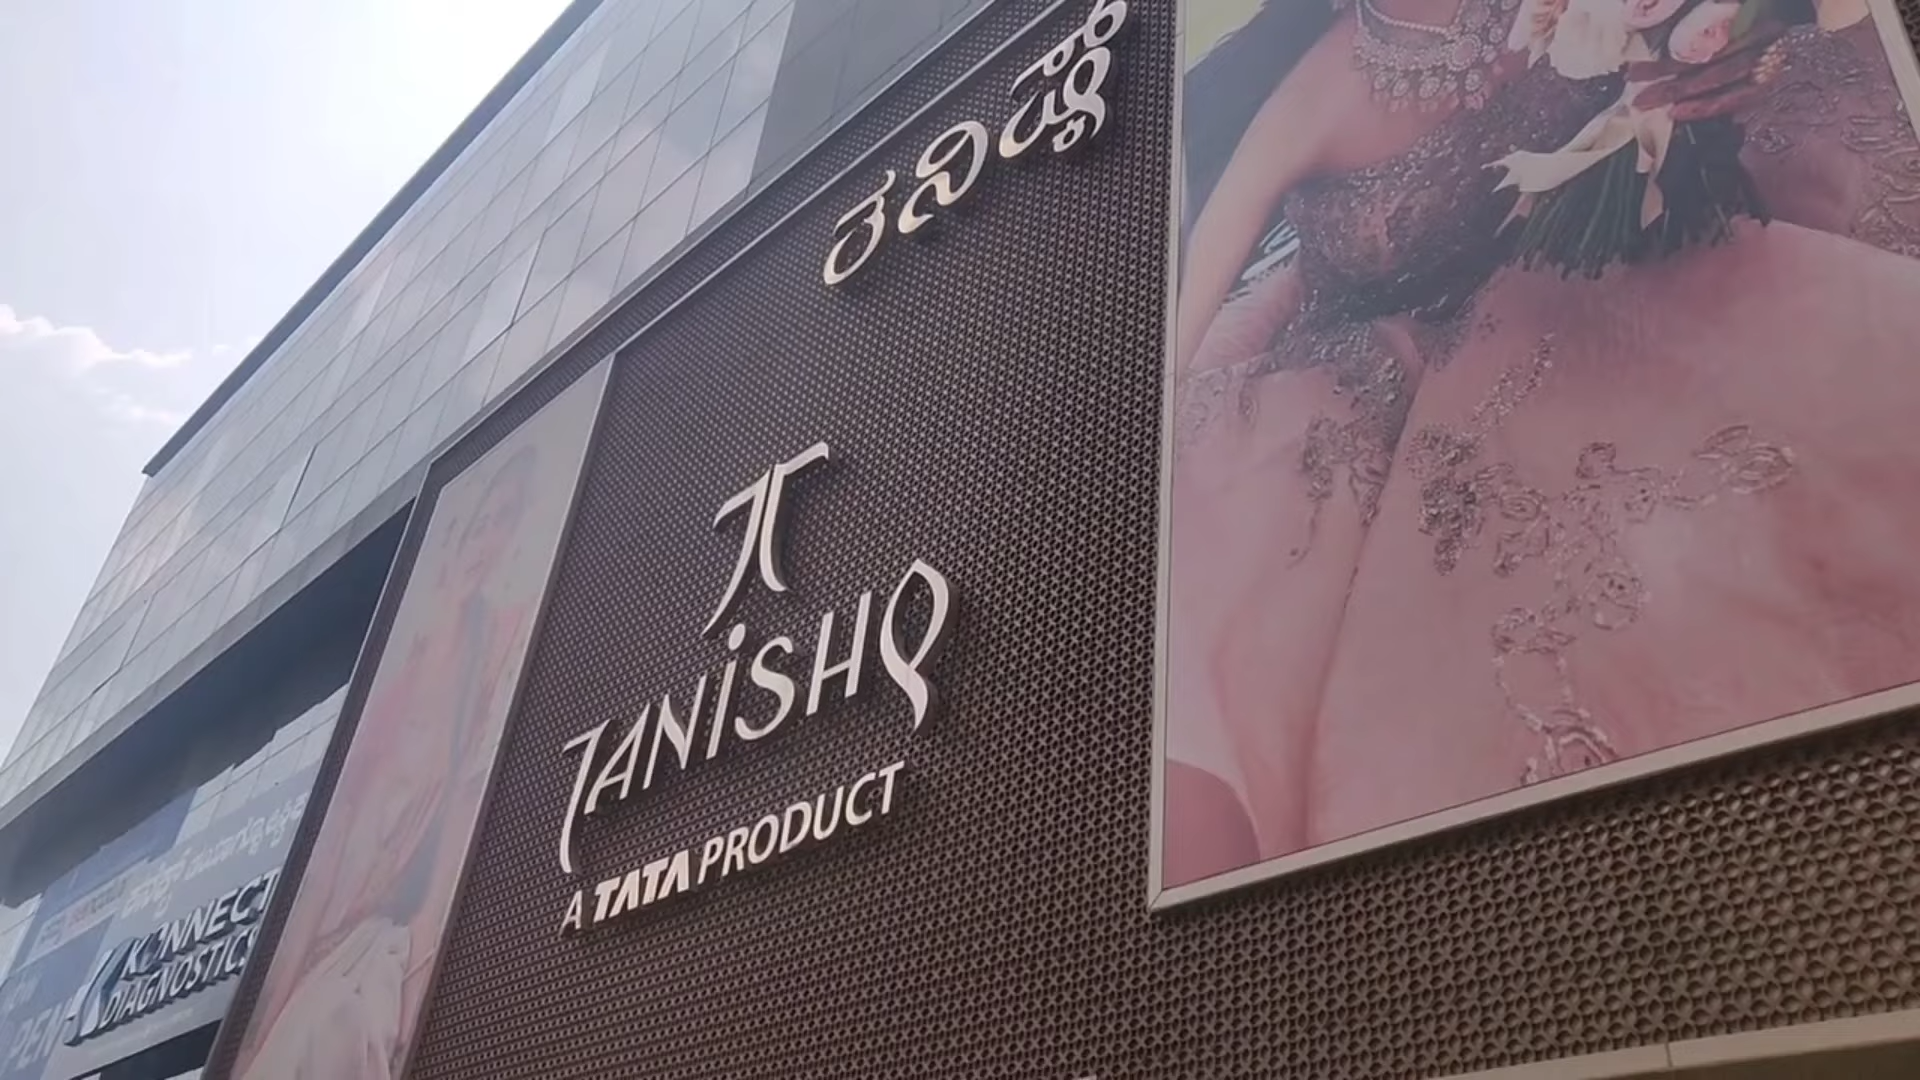 ತನಿಷ್ಕ್
TANiSHQ
A TATA PRODUCT
KONNECT
DIAGNOSTICS